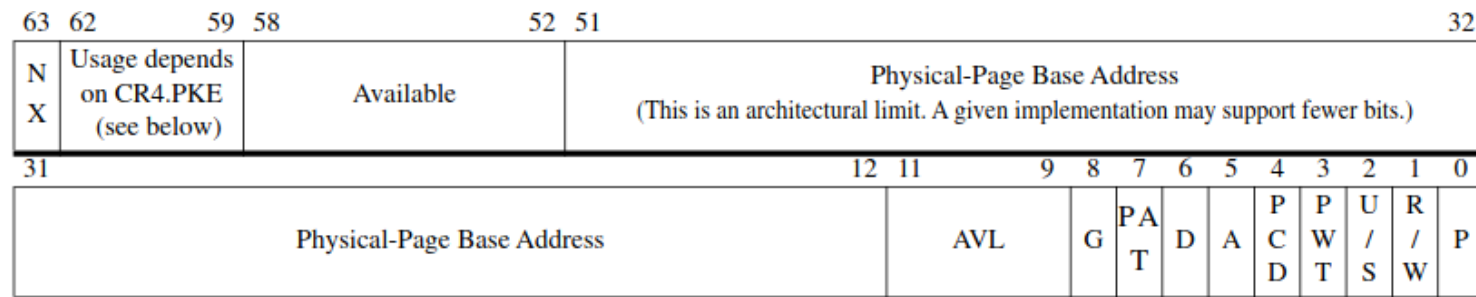 63 62 59 58 52 51 32
N X
Usage depends
on CR4.PKE
(see below)
Available
Physical-Page Base Address
(This is an architectural limit. A given implementation may support fewer bits.)
31 12 11 9 8 7 6 5 4 3 2 1 0
Physical-Page Base Address
AVL
G
PA
T
D
A
P
C
D
P
W
T
U
/
S
R
/
W
P